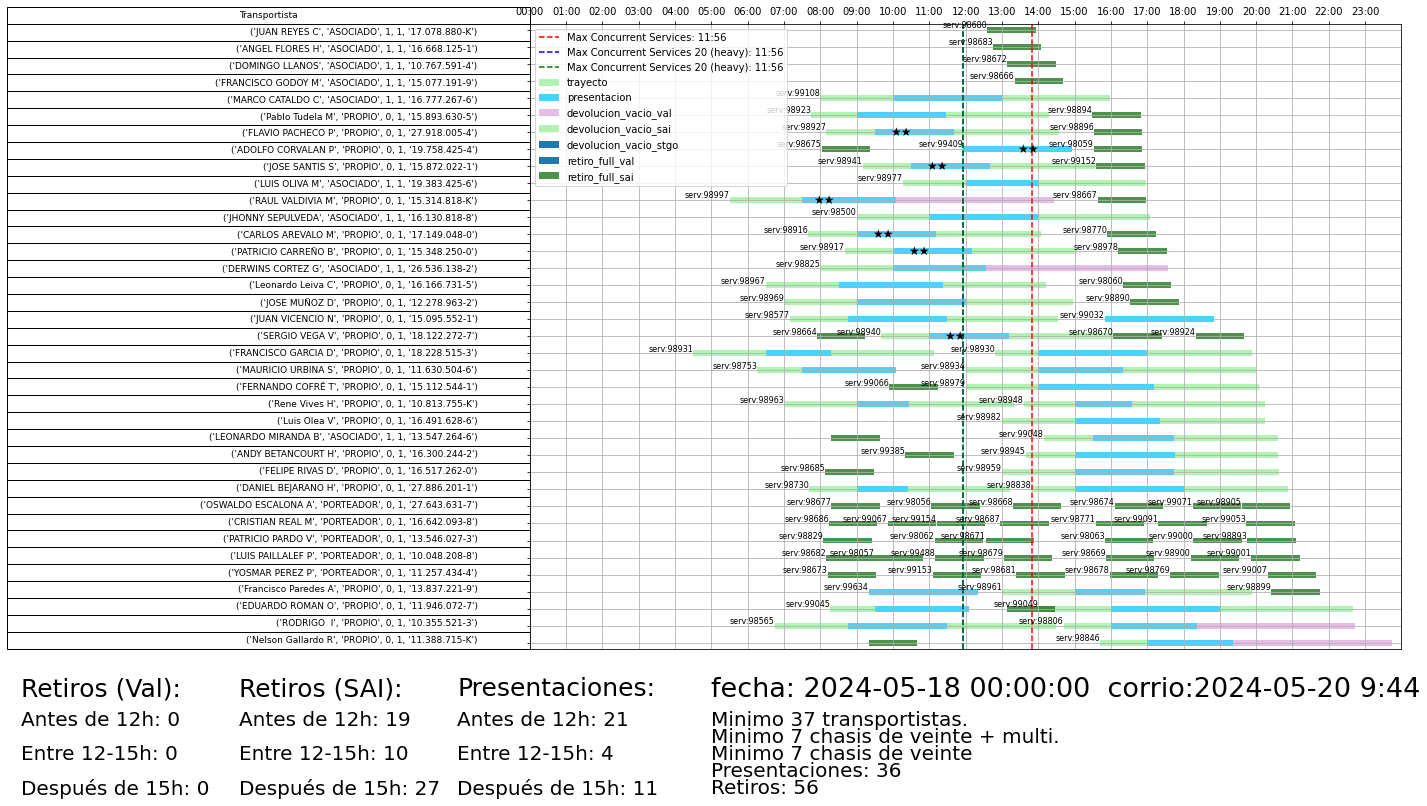 Transportista
00:00 01:00 02:00 03:00 04:00 05:00 06:00 07:00 08:00 09:00 10:00 11:00 12:00 13:00 14:00 15:00 16:00 17:00 18:00 19:00 20:00 21:00 22:00 23:00
Max Concurrent Services: 11:56
Max Concurrent Services 20 (heavy): 11:56
Max Concurrent Services 20 (heavy): 11:56
trayecto
presentacion
devolucion_vacio_val
devolucion_vacio_sai
devolucion_vacio_stgo
retiro_full_val
retiro_full_sai
('JUAN REYES C', 'ASOCIADO', 1, 1, '17.078.880-K') serv:98680
('ANGEL FLORES H', 'ASOCIADO', 1, 1, '16.668.125-1') serv:98683
('DOMINGO LLANOS', 'ASOCIADO', 1, 1, '10.767.591-4') serv:98672
('FRANCISCO GODOY M', 'ASOCIADO', 1, 1, '15.077.191-9') serv:98666
('MARCO CATALDO C', 'ASOCIADO', 1, 1, '16.777.267-6') serv:99108
('Pablo Tudela M', 'PROPIO', 0, 1, '15.893.630-5') serv:98923 serv:98894
('FLAVIO PACHECO P', 'PROPIO', 0, 1, '27.918.005-4') serv:98927 serv:98896
('ADOLFO CORVALAN P', 'PROPIO', 0, 1, '19.758.425-4') serv:98675 serv:99409 serv:98059
('JOSE SANTIS S', 'PROPIO', 0, 1, '15.872.022-1') serv:98941 serv:99152
('LUIS OLIVA M', 'ASOCIADO', 1, 1, '19.383.425-6') serv:98977
('RAUL VALDIVIA M', 'PROPIO', 0, 1, '15.314.818-K') serv:98997 serv:98667
('JHONNY SEPULVEDA', 'ASOCIADO', 1, 1, '16.130.818-8') serv:98500
('CARLOS AREVALO M', 'PROPIO', 0, 1, '17.149.048-0') serv:98916 serv:98770
('PATRICIO CARREÑO B', 'PROPIO', 0, 1, '15.348.250-0') serv:98917 serv:98978
('DERWINS CORTEZ G', 'ASOCIADO', 1, 1, '26.536.138-2') serv:98825
('Leonardo Leiva C', 'PROPIO', 0, 1, '16.166.731-5') serv:98967 serv:98060
('JOSE MUÑOZ D', 'PROPIO', 0, 1, '12.278.963-2') serv:98969 serv:98890
('JUAN VICENCIO N', 'PROPIO', 0, 1, '15.095.552-1') serv:98577 serv:99032
('SERGIO VEGA V', 'PROPIO', 0, 1, '18.122.272-7') serv:98664 serv:98940 serv:98670 serv:98924
('FRANCISCO GARCIA D', 'PROPIO', 0, 1, '18.228.515-3') serv:98931 serv:98930
('MAURICIO URBINA S', 'PROPIO', 0, 1, '11.630.504-6') serv:98753 serv:98934
('FERNANDO COFRÉ T', 'PROPIO', 0, 1, '15.112.544-1') serv:99066 serv:98979
('Rene Vives H', 'PROPIO', 0, 1, '10.813.755-K') serv:98963 serv:98948
('Luis Olea V', 'PROPIO', 0, 1, '16.491.628-6') serv:98982
('LEONARDO MIRANDA B', 'ASOCIADO', 1, 1, '13.547.264-6') serv:99048
('ANDY BETANCOURT H', 'PROPIO', 0, 1, '16.300.244-2') serv:99385 serv:98945
('FELIPE RIVAS D', 'PROPIO', 0, 1, '16.517.262-0') serv:98685 serv:98959
('DANIEL BEJARANO H', 'PROPIO', 0, 1, '27.886.201-1') serv:98730 serv:98838
('OSWALDO ESCALONA A', 'PORTEADOR', 0, 1, '27.643.631-7') serv:98677 serv:98056 serv:98668 serv:98674 serv:99071 serv:98905
('CRISTIAN REAL M', 'PORTEADOR', 0, 1, '16.642.093-8') serv:98686 serv:99067 serv:99154 serv:98687 serv:98771 serv:99091 serv:99053
('PATRICIO PARDO V', 'PORTEADOR', 0, 1, '13.546.027-3') serv:98829 serv:98062 serv:98671 serv:98063 serv:99000 serv:98893
('LUIS PAILLALEF P', 'PORTEADOR', 0, 1, '10.048.208-8') serv:98682 serv:98057 serv:99488 serv:98679 serv:98669 serv:98900 serv:99001
('YOSMAR PEREZ P', 'PORTEADOR', 0, 1, '11.257.434-4') serv:98673 serv:99153 serv:98681 serv:98678 serv:98769 serv:99007
('Francisco Paredes A', 'PROPIO', 0, 1, '13.837.221-9') serv:99634 serv:98961 serv:98899
('EDUARDO ROMAN O', 'PROPIO', 0, 1, '11.946.072-7') serv:99045 serv:99049
('RODRIGO  I', 'PROPIO', 0, 1, '10.355.521-3') serv:98565 serv:98806
('Nelson Gallardo R', 'PROPIO', 0, 1, '11.388.715-K') serv:98846
Retiros (Val):
Antes de 12h: 0
Entre 12-15h: 0
Después de 15h: 0
Retiros (SAI):
Antes de 12h: 19
Entre 12-15h: 10
Después de 15h: 27
Presentaciones:
Antes de 12h: 21
Entre 12-15h: 4
Después de 15h: 11
fecha: 2024-05-18 00:00:00  corrio:2024-05-20 9:44
Minimo 37 transportistas.
Minimo 7 chasis de veinte + multi.
Minimo 7 chasis de veinte
Presentaciones: 36
Retiros: 56